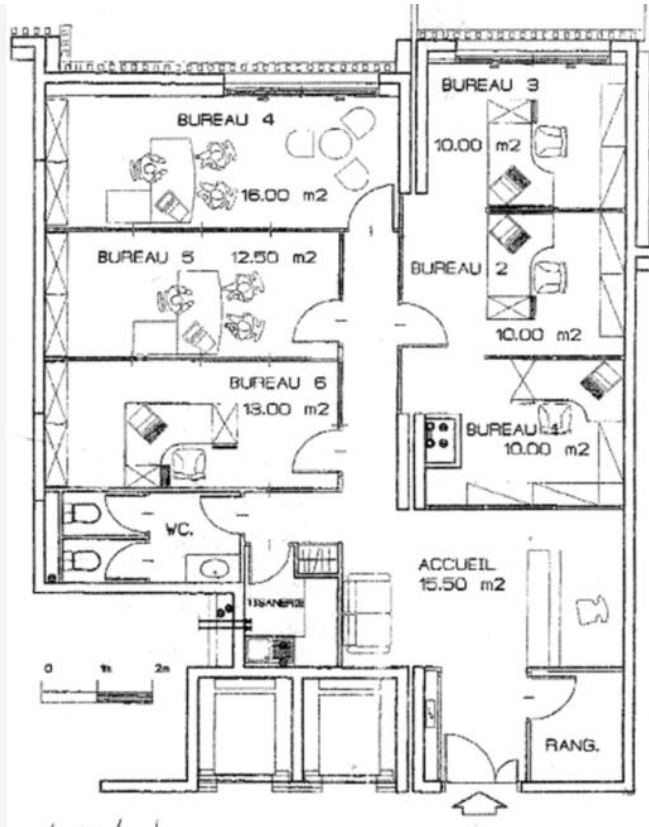 BUREAU 3
10.00 m2
BUREAU 4
16.00 m2
BUREAU 5 12.50 m2
BUREAU 2
10.00 m2
BUREAU 6
13.00 m2
BUREAU 1
10.00 m2
WC.
ACCUEIL
15.50 m2
TISANERIE
0 1m 2m
RANG.